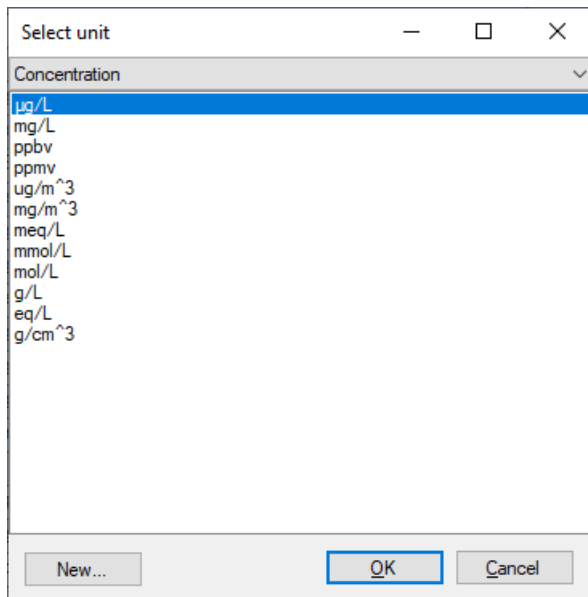 Select unit
Concentration
µg/L
mg/L
ppbv
ppmv
ug/m^3
mg/m^3
meq/L
mmol/L
mol/L
g/L
eq/L
g/cm^3
New...
OK
Cancel